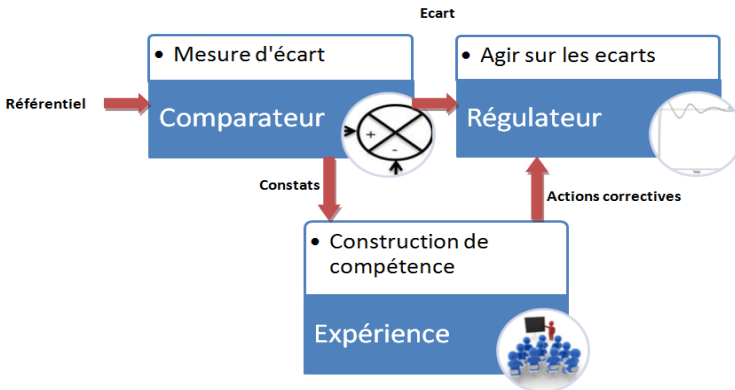 Ecart
• Mesure d'écart
• Agir sur les ecarts
Référentiel
Comparateur
+
-
Régulateur
Constats
Actions correctives
• Construction de
compétence
Expérience